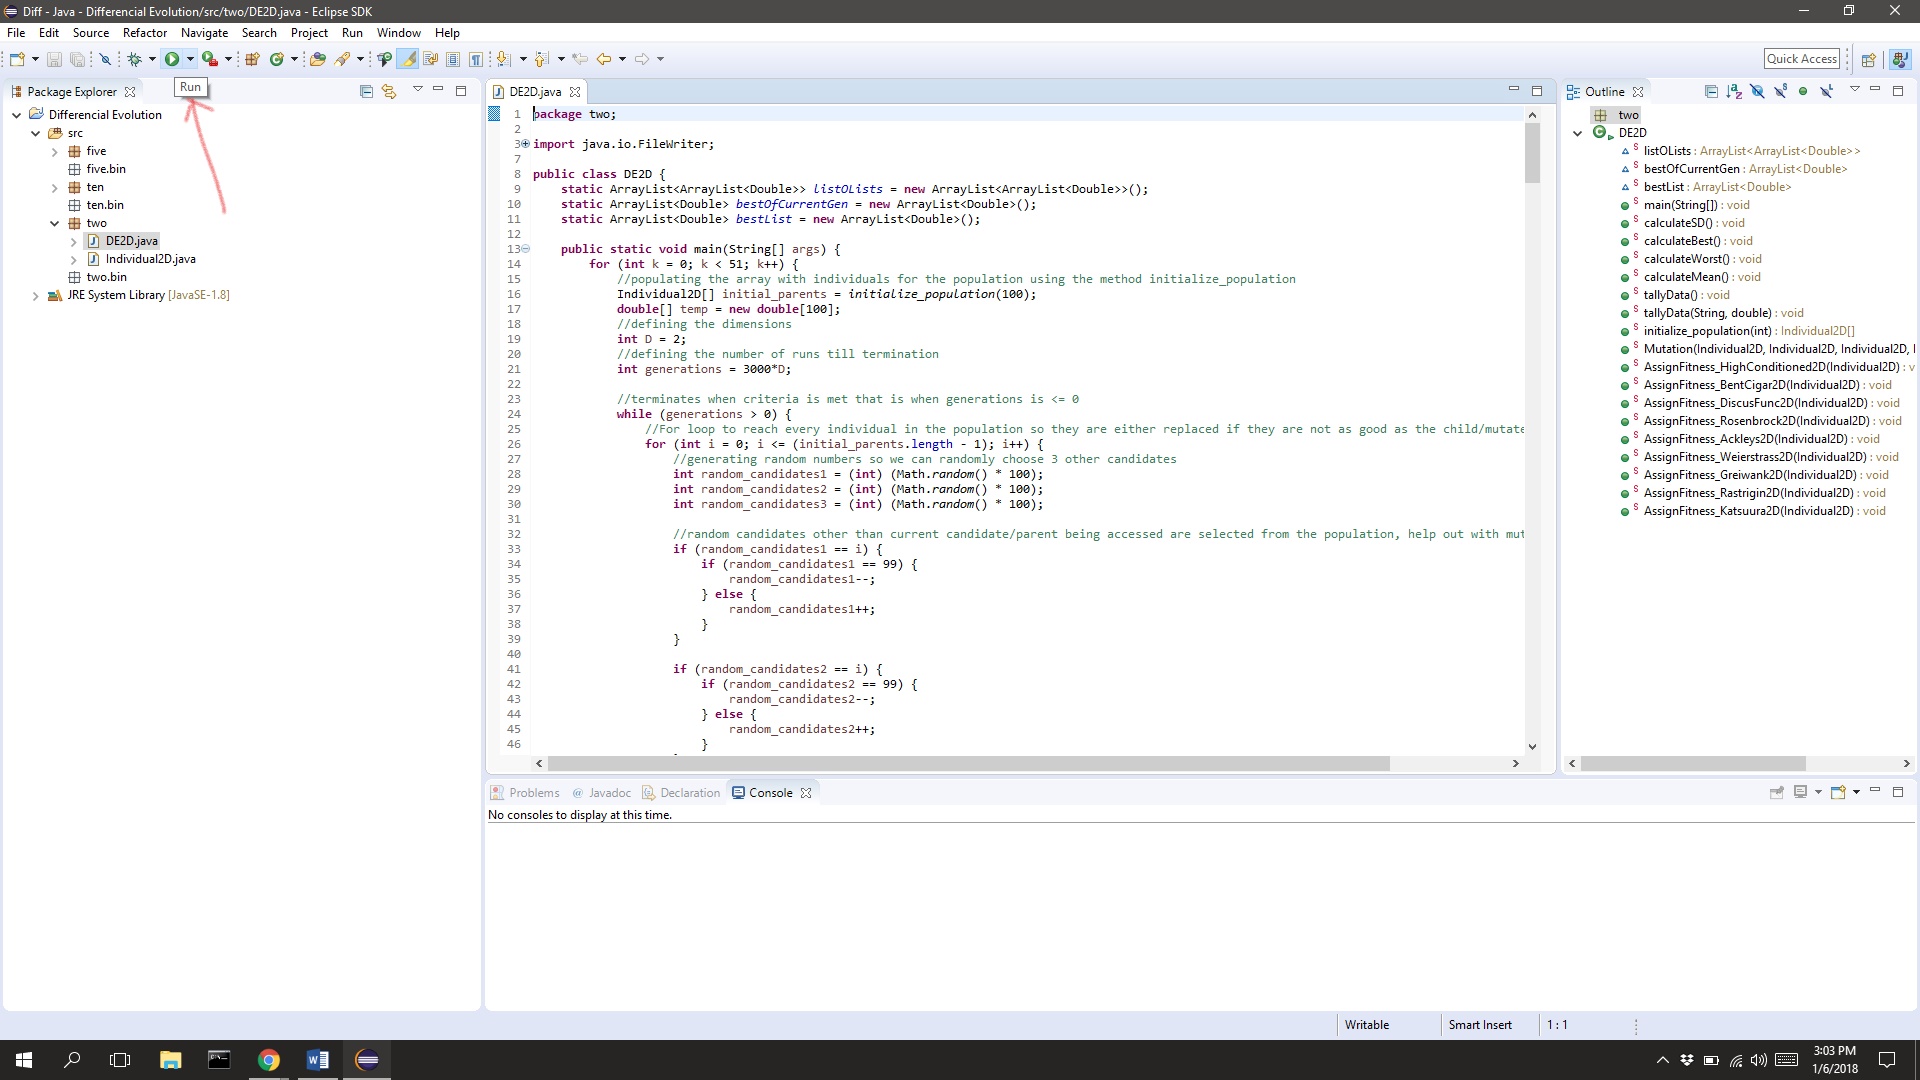 Diff - Java - Differencial Evolution/src/two/DE2D.java - Eclipse SDK
File Edit Source Refactor Navigate Search Project Run Window Help
Quick Access
Run
Package Explorer
Differencial Evolution
src
five
five.bin
ten
ten.bin
two
DE2D.java
Individual2D.java
two.bin
JRE System Library [JavaSE-1.8]
DE2D.java
1 package two;
2
3 import java.io.FileWriter;
7
8 public class DE2D {
9 static ArrayList<ArrayList<Double>> listOLists = new ArrayList<ArrayList<Double>>();
10 static ArrayList<Double> bestOfCurrentGen = new ArrayList<Double>();
11 static ArrayList<Double> bestList = new ArrayList<Double>();
12
13 public static void main(String[] args) {
14 for (int k = 0; k < 51; k++) {
15 //populating the array with individuals for the population using the method initialize_population
16 Individual2D[] initial_parents = initialize_population(100);
17 double[] temp = new double[100];
18 //defining the dimensions
19 int D = 2;
20 //defining the number of runs till termination
21 int generations = 3000*D;
22
23 //terminates when criteria is met that is when generations is <= 0
24 while (generations > 0) {
25 //For loop to reach every individual in the population so they are either replaced if they are not as good as the child/mutate
26 for (int i = 0; i <= (initial_parents.length - 1); i++) {
27 //generating random numbers so we can randomly choose 3 other candidates
28 int random_candidates1 = (int) (Math.random() * 100);
29 int random_candidates2 = (int) (Math.random() * 100);
30 int random_candidates3 = (int) (Math.random() * 100);
31
32 //random candidates other than current candidate/parent being accessed are selected from the population, help out with mut
33 if (random_candidates1 == i) {
34 if (random_candidates1 == 99) {
35 random_candidates1--;
36 } else {
37 random_candidates1++;
38 }
39 }
40
41 if (random_candidates2 == i) {
42 if (random_candidates2 == 99) {
43 random_candidates2--;
44 } else {
45 random_candidates2++;
46 }
Outline
two
DE2D
listOLists : ArrayList<ArrayList<Double>>
bestOfCurrentGen : ArrayList<Double>
bestList : ArrayList<Double>
main(String[]) : void
calculateSD() : void
calculateBest() : void
calculateWorst() : void
calculateMean() : void
tallyData() : void
tallyData(String, double) : void
initialize_population(int) : Individual2D[]
Mutation(Individual2D, Individual2D, Individual2D, I
AssignFitness_HighConditioned2D(Individual2D) : v
AssignFitness_BentCigar2D(Individual2D) : void
AssignFitness_DiscusFunc2D(Individual2D) : void
AssignFitness_Rosenbrock2D(Individual2D) : void
AssignFitness_Ackleys2D(Individual2D) : void
AssignFitness_Weierstrass2D(Individual2D) : void
AssignFitness_Greiwank2D(Individual2D) : void
AssignFitness_Rastrigin2D(Individual2D) : void
AssignFitness_Katsuura2D(Individual2D) : void
Problems @ Javadoc Declaration Console
No consoles to display at this time.
Writable Smart Insert 1 : 1
3:03 PM
1/6/2018